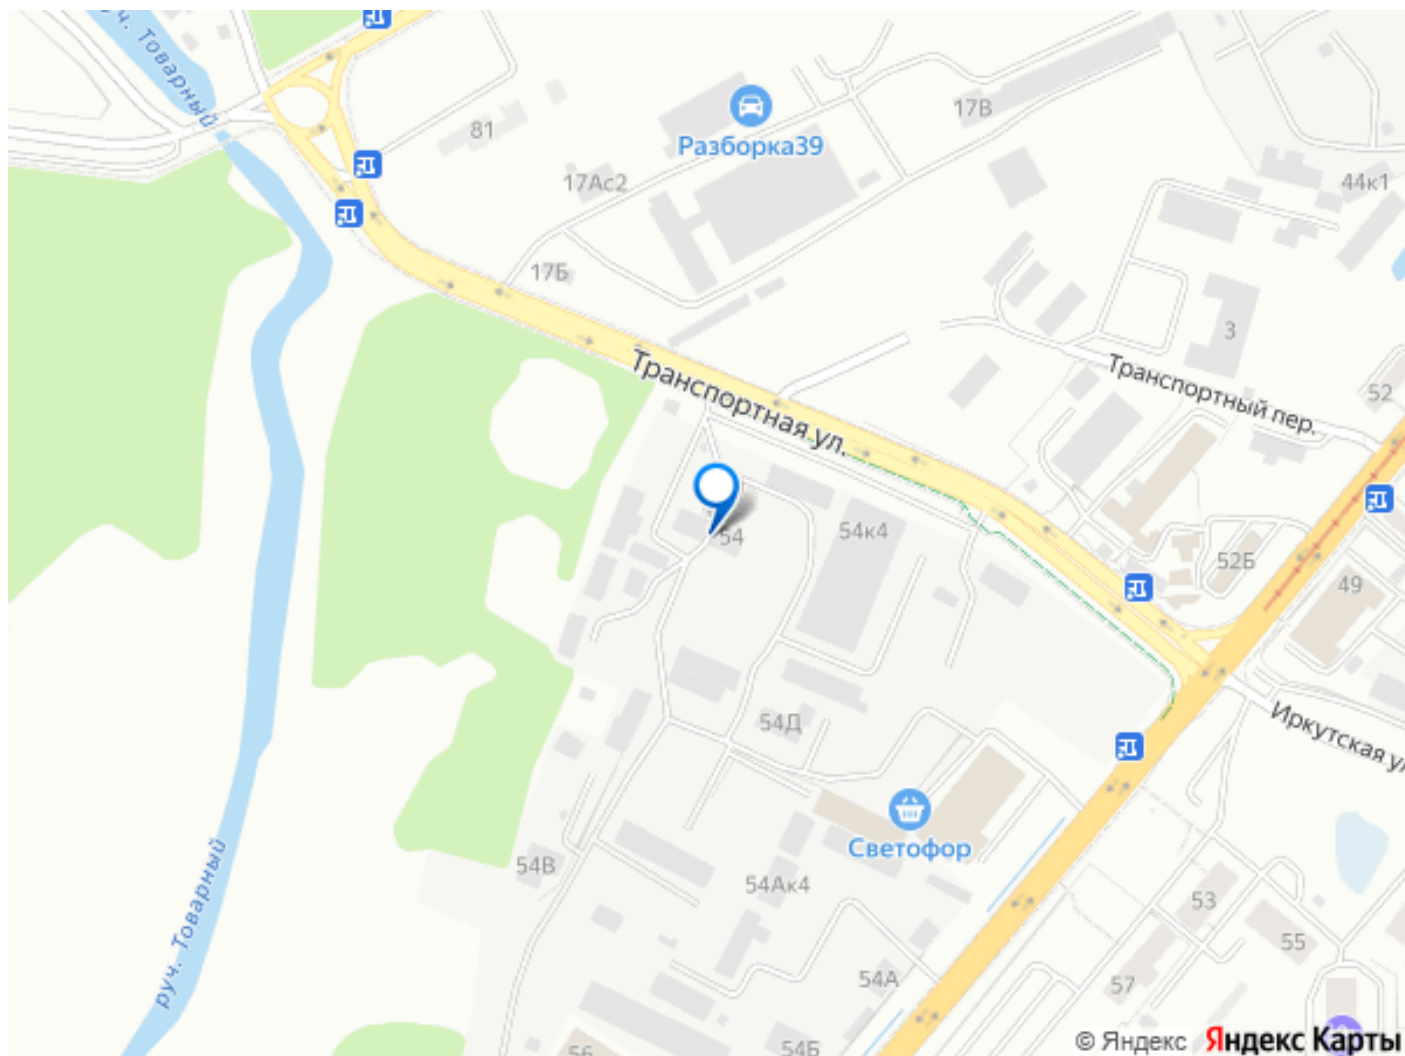 руч. Товарный
81
Разборка39
17В
17Ас2
44к1
17Б
3
Транспортный пер.
52
Транспортная ул.
54
54к4
52Б
49
54Д
Иркутская ул
Светофор
54В
54Ак4
53
55
руч. Товарный
54А
57
56
54Б
© Яндекс Яндекс Карты